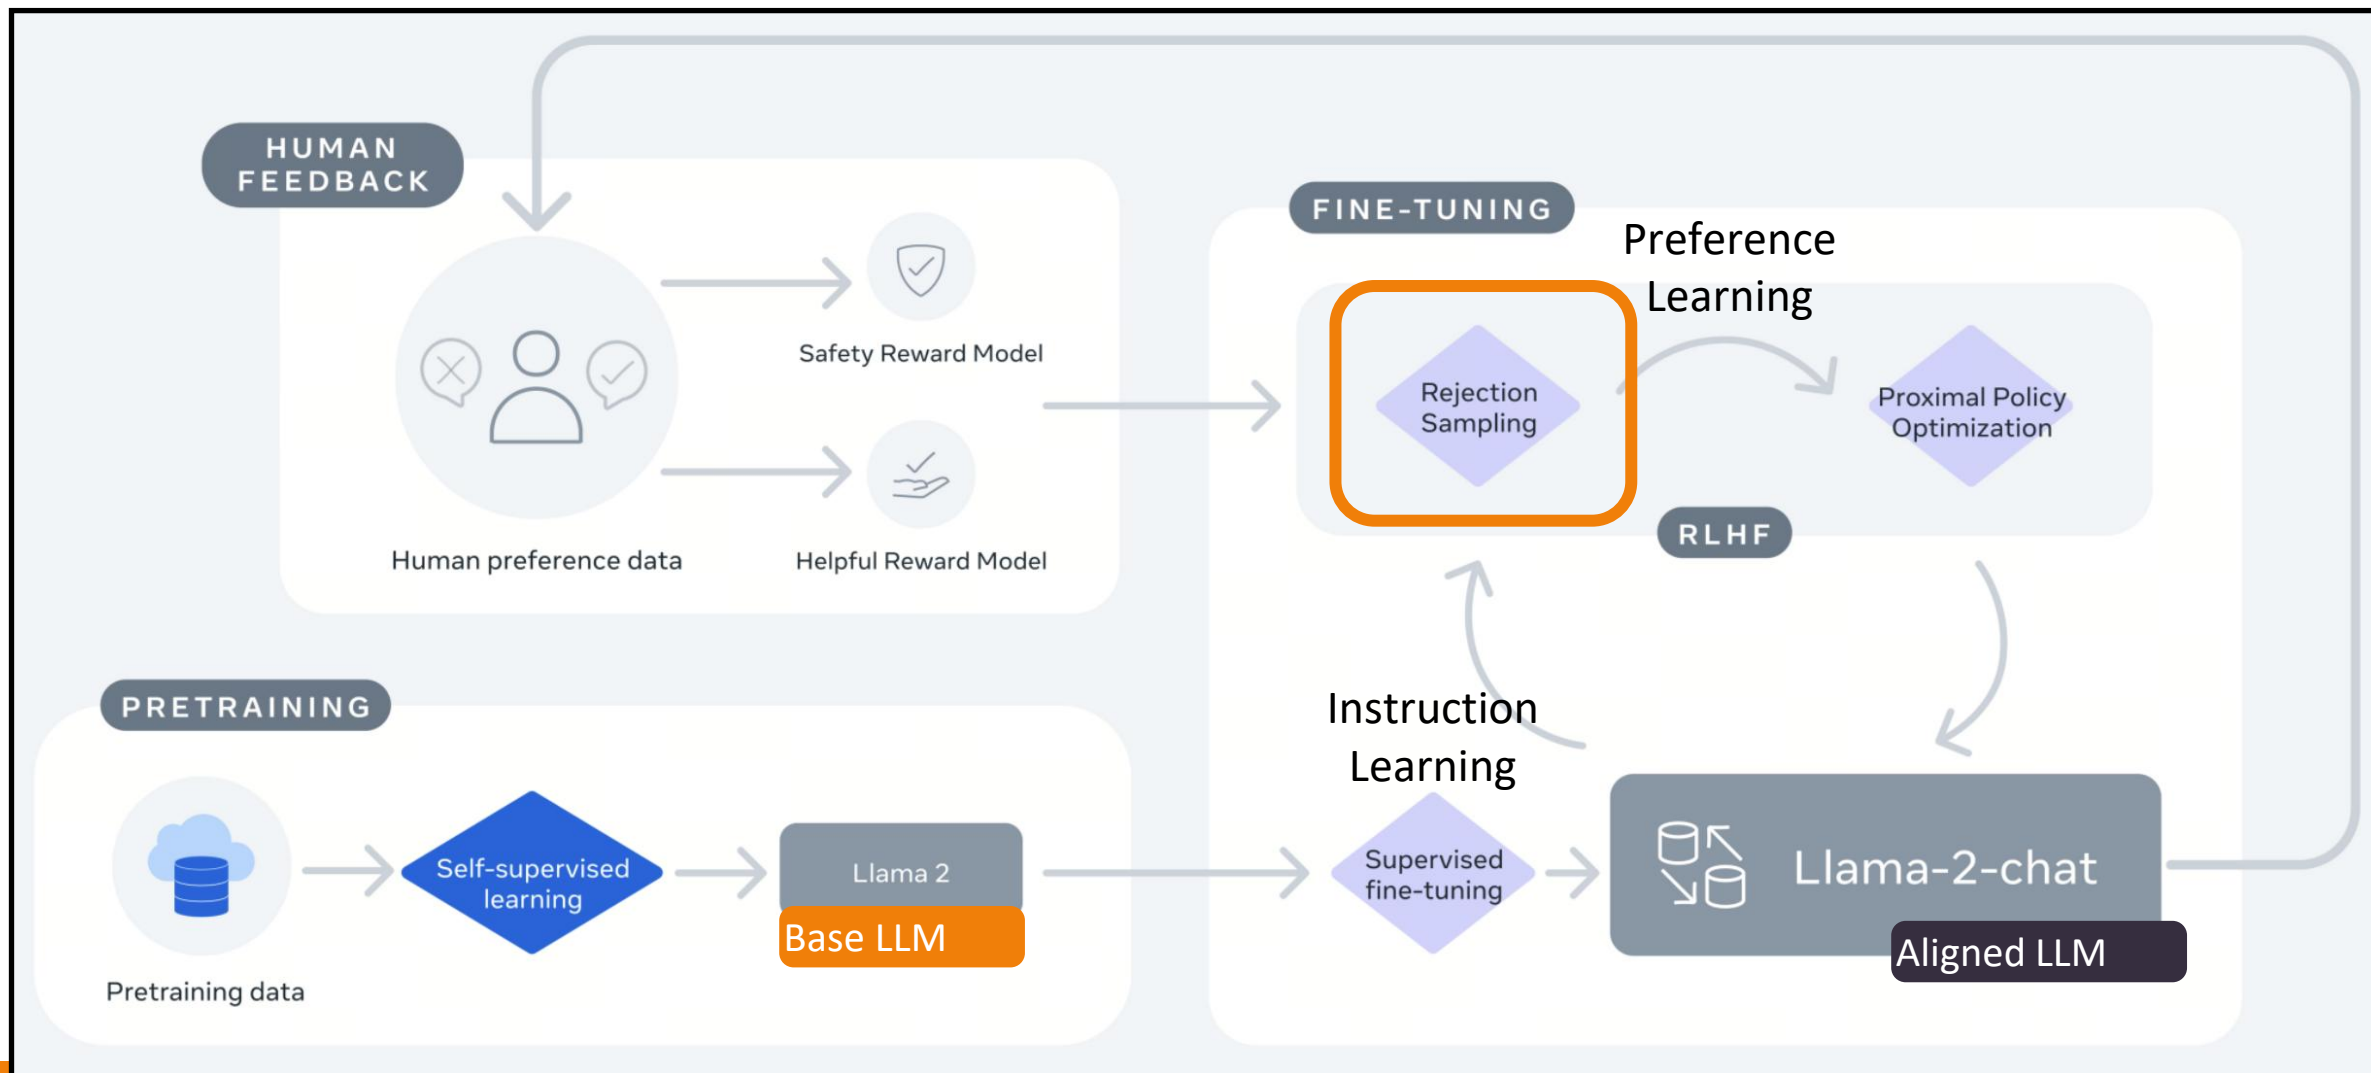 HUMAN
FEEDBACK
Safety Reward Model
Human preference data
Helpful Reward Model
FINE-TUNING
Preference
Learning
Rejection
Sampling
Proximal Policy
Optimization
RLHF
PRETRAINING
Pretraining data
Self-supervised
learning
Llama 2
Base LLM
Instruction
Learning
Supervised
fine-tuning
Llama-2-chat
Aligned LLM